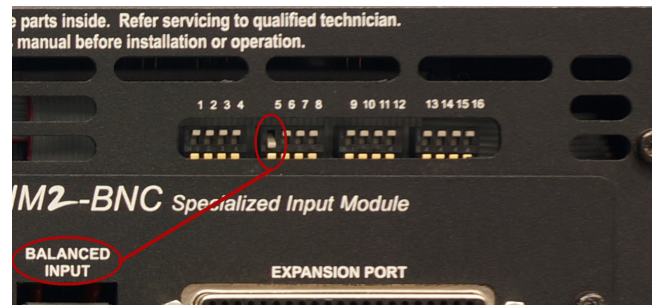 e parts inside. Refer servicing to qualified technician.
manual before installation or operation.
1 2 3 4 5 6 7 8 9 10 11 12 13 14 15 16
IM2-BNC Specialized Input Module
BALANCED
INPUT
EXPANSION PORT